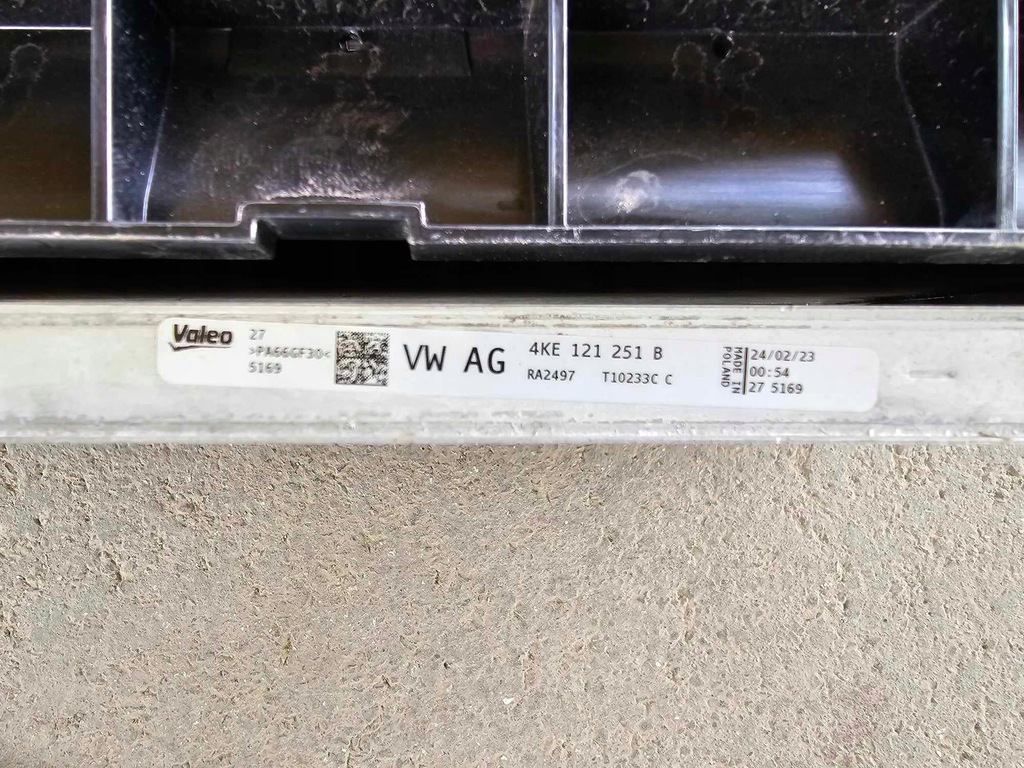 Valeo
27
>PA66GF30<
5169
VW AG
4KE 121 251 B
RA2497 T10233C C
MADE IN
POLAND
24/02/23
00:54
27 5169